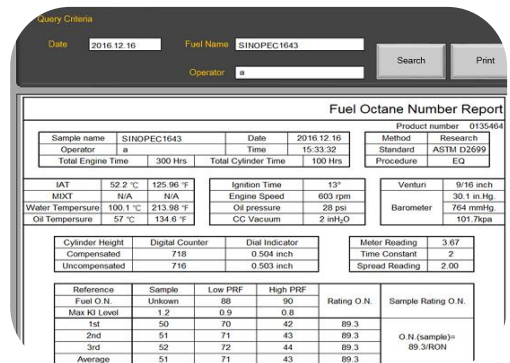 Query Criteria
Date 2016.12.16 Fuel Name SINOPEC1643
Operator a
Search Print
Fuel Octane Number Report
Product number 0135464
Sample name SINOPEC1643 Date 2016.12.16 Method Research
Operator a Time 15:33:32 Standard ASTM D2699
Total Engine Time 300 Hrs Total Cylinder Time 100 Hrs Procedure EQ
IAT 52.2 °C 125.96 °F Ignition Time 13° Venturi 9/16 inch
MIXT N/A N/A Engine Speed 603 rpm Barometer 30.1 in.Hg.
Water Tempersure 100.1 °C 213.98 °F Oil pressure 28 psi 764 mmHg.
Oil Tempersure 57 °C 134.6 °F CC Vacuum 2 inH₂O 101.7kpa
Cylinder Height Digital Counter Dial Indicator Meter Reading 3.67
Compensated 718 0.504 inch Time Constant 2
Uncompensated 716 0.503 inch Spread Reading 2.00
Reference Sample Low PRF High PRF Rating O.N. Sample Rating O.N.
Fuel O.N. Unkown 88 90
Max KI Level 1.2 0.9 0.8
1st 50 70 42 89.3 O.N.(sample)=
2nd 51 71 43 89.3 89.3/RON
3rd 52 72 44 89.3
Average 51 71 43 89.3